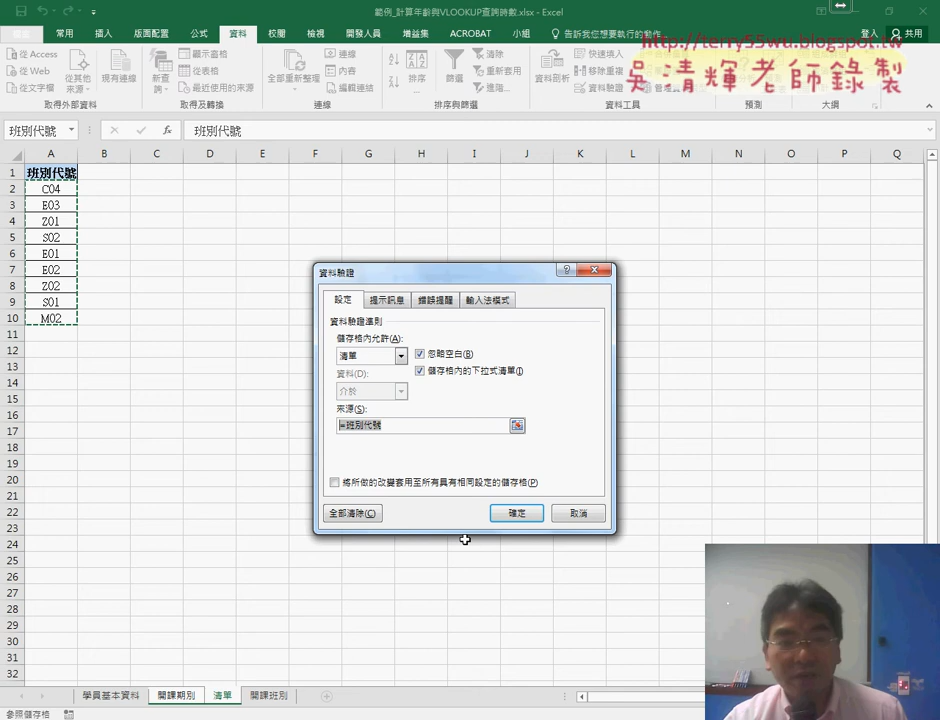 範例_計算年齡與VLOOKUP查詢時數.xlsx - Excel
常用 插入 版面配置 公式 資料 校閱 檢視 開發人員 增益集 ACROBAT 小組 告訴我您想要執行的動作 登入 共用
http://terry55wu.blogspot.tw
吳清輝老師錄製
從 Access
從 Web
從文字檔
從其他來源
現有連線
新查詢
顯示窗格
從表格
最近使用的來源
全部重新整理
連線
內容
編輯連結
排序
篩選
清除
重新套用
進階...
資料剖析
快速填入
移除重複
資料驗證
取得外部資料 取得及轉換 連線 排序與篩選 資料工具 預測 大綱
班別代號 fx 班別代號
A B C D E F G H I J K L M N O P Q
1 班別代號
2 C04
3 E03
4 Z01
5 S02
6 E01
7 E02
8 Z02
9 S01
10 M02
11
12
13
14
15
16
17
18
19
20
21
22
23
24
25
26
27
28
29
30
31
32
資料驗證
設定 提示訊息 錯誤提醒 輸入法模式
資料驗證準則
儲存格內允許(A):
清單 忽略空白(B)
資料(D): 儲存格內的下拉式清單(I)
介於
來源(S):
=班別代號
將所做的改變套用至所有具有相同設定的儲存格(P)
全部清除(C) 確定 取消
學員基本資料 開課期別 清單 開課班別
參照儲存格